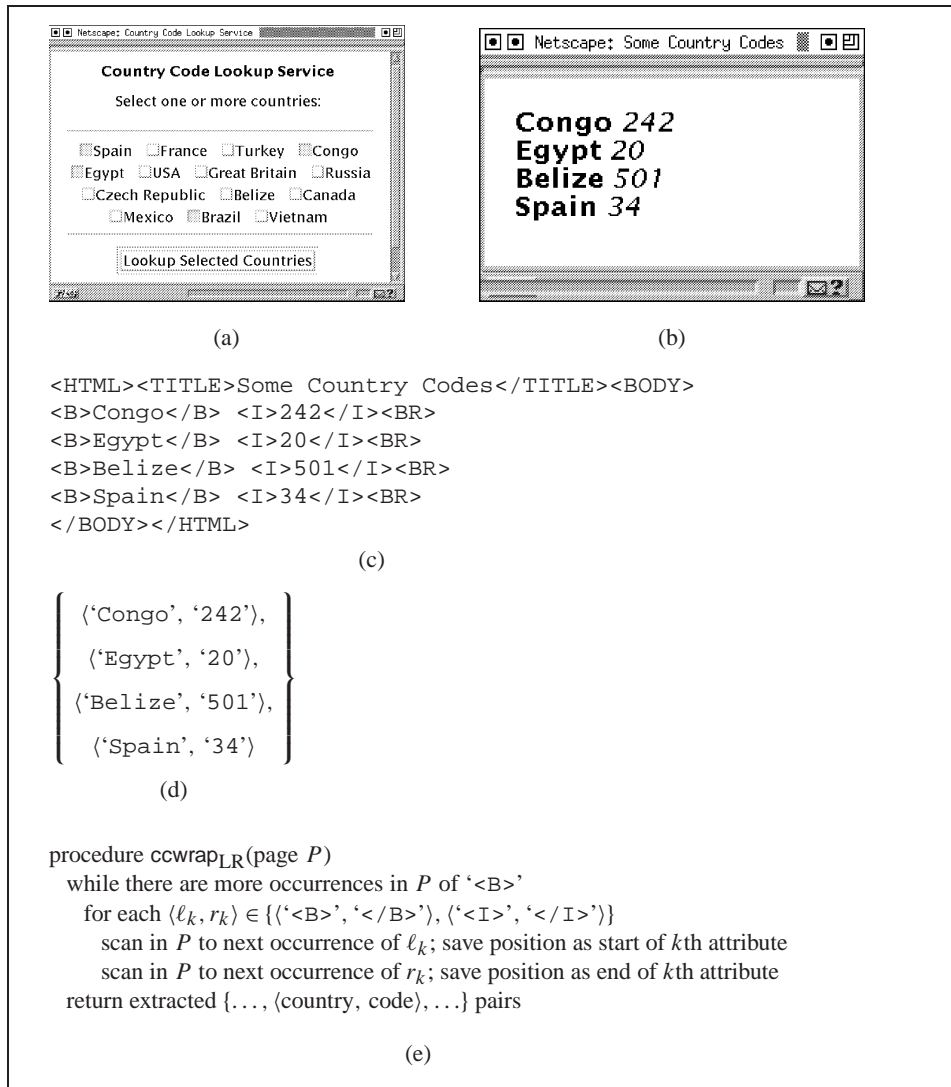 Netscape: Country Code Lookup Service
Country Code Lookup Service
Select one or more countries:
Spain France Turkey Congo
Egypt USA Great Britain Russia
Czech Republic Belize Canada
Mexico Brazil Vietnam
Lookup Selected Countries
(a)
Netscape: Some Country Codes
Congo 242
Egypt 20
Belize 501
Spain 34
?
(b)
<HTML><TITLE>Some Country Codes</TITLE><BODY>
<B>Congo</B> <I>242</I><BR>
<B>Egypt</B> <I>20</I><BR>
<B>Belize</B> <I>501</I><BR>
<B>Spain</B> <I>34</I><BR>
</BODY></HTML>
(c)
⟨‘Congo’, ‘242’⟩,
⟨‘Egypt’, ‘20’⟩,
⟨‘Belize’, ‘501’⟩,
⟨‘Spain’, ‘34’⟩
(d)
procedure ccwrapLR(page P)
while there are more occurrences in P of ‘<B>’
for each ⟨ℓk, rk⟩ ∈ {⟨‘<B>’, ‘</B>’⟩, ⟨‘<I>’, ‘</I>’⟩}
scan in P to next occurrence of ℓk; save position as start of kth attribute
scan in P to next occurrence of rk; save position as end of kth attribute
return extracted {..., ⟨country, code⟩, ...} pairs
(e)